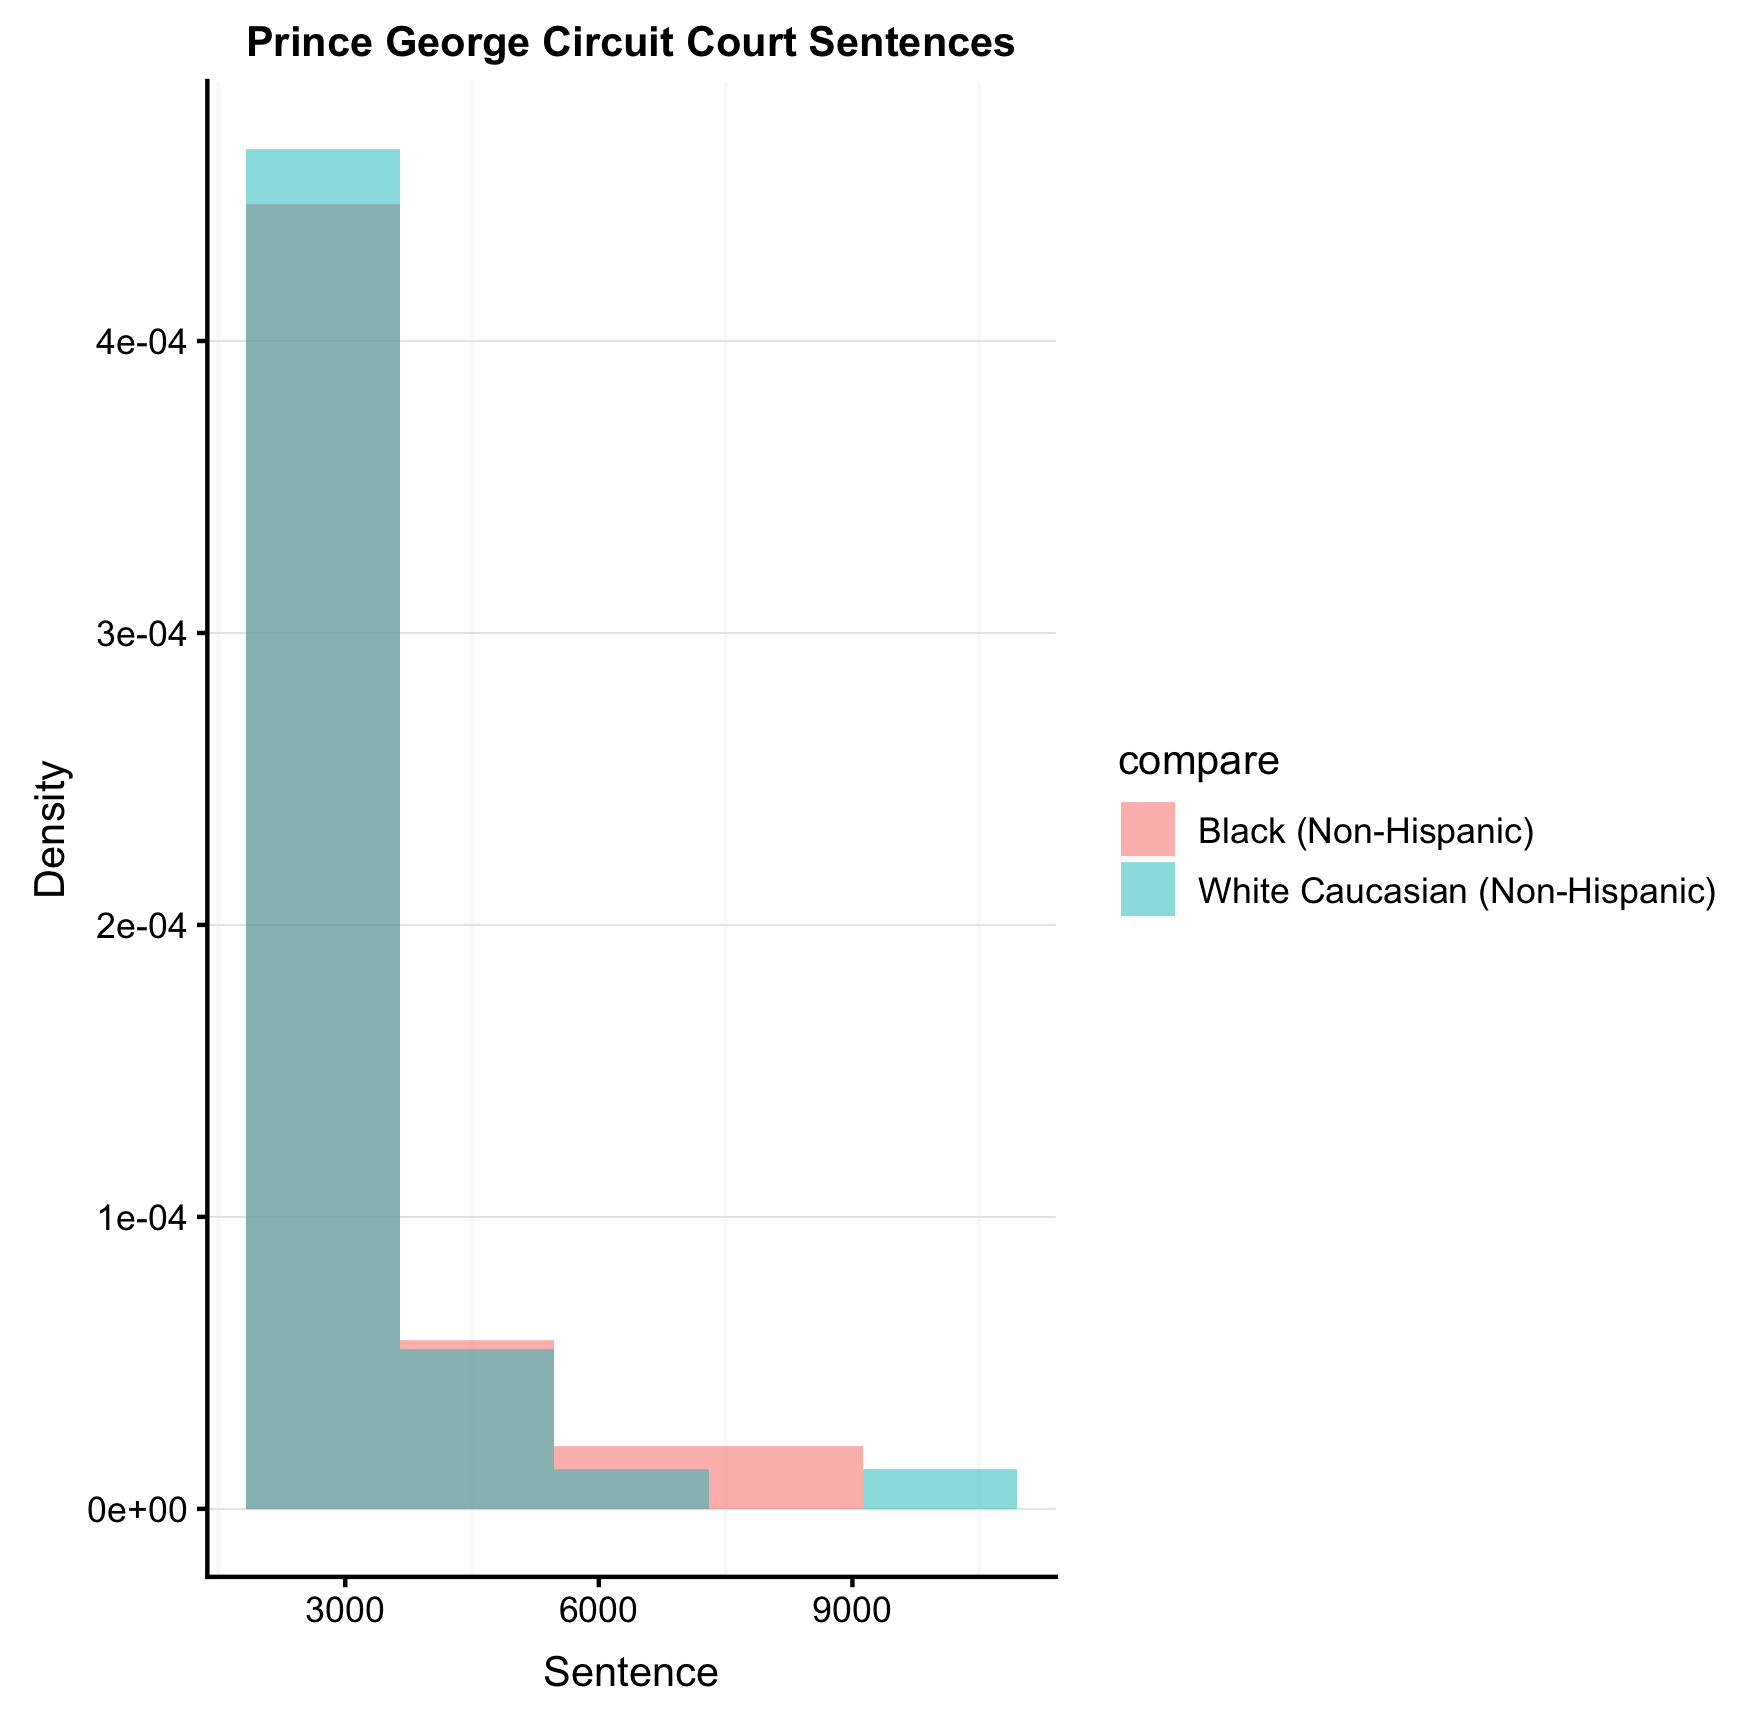 Prince George Circuit Court Sentences
4e-04
3e-04
2e-04
1e-04
0e+00
Density
3000 6000 9000
Sentence
compare
Black (Non-Hispanic)
White Caucasian (Non-Hispanic)